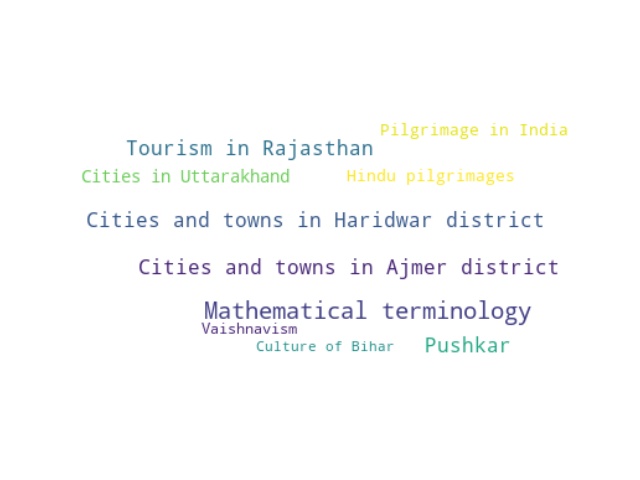 Pilgrimage in India
Tourism in Rajasthan
Cities in Uttarakhand
Hindu pilgrimages
Cities and towns in Haridwar district
Cities and towns in Ajmer district
Mathematical terminology
Vaishnavism
Culture of Bihar
Pushkar